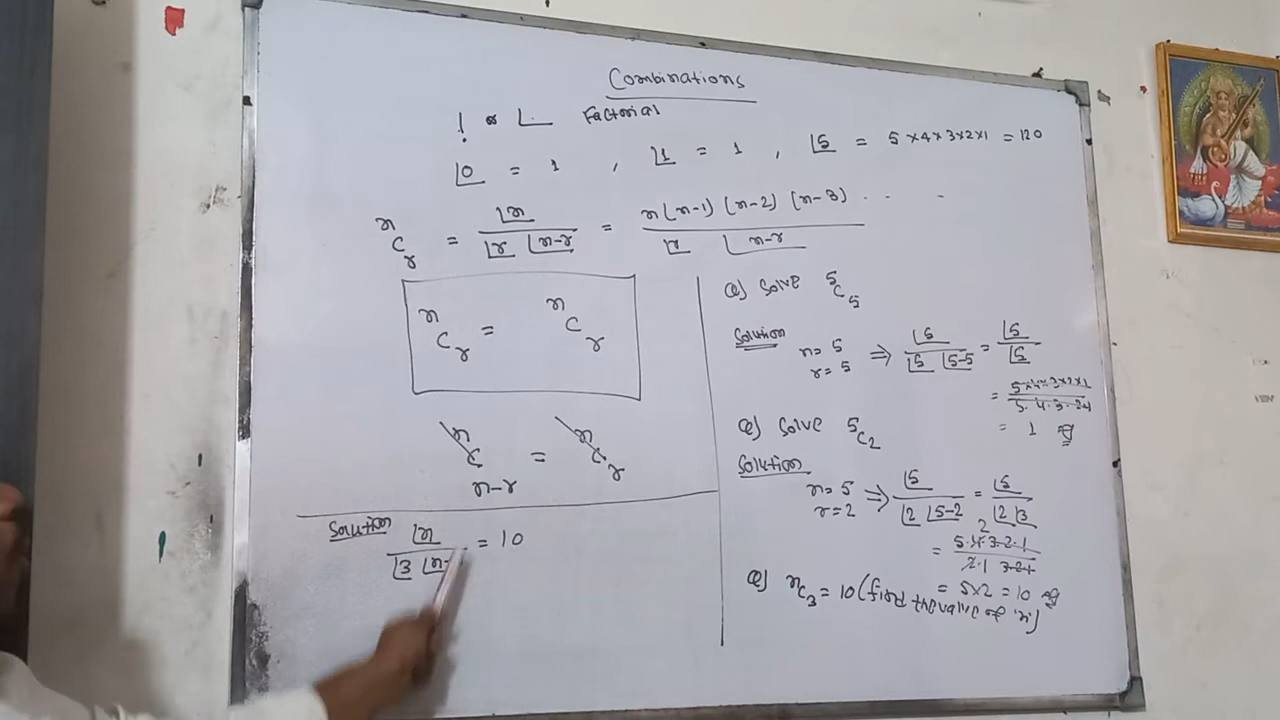 Combinations
! or ⌊ Factorial
⌊0 = 1 , ⌊1 = 1 , ⌊5 = 5×4×3×2×1 = 120
nCr = ⌊n / ⌊r ⌊n-r = n(n-1) (n-2) (n-3) . . . / ⌊r ⌊n-r
nCr = nCr
nCn-r = nCr
Solution
⌊n / ⌊3 ⌊n- = 10
Q) Solve 5C5
Solution
n = 5
r = 5 ⇒ ⌊5 / ⌊5 ⌊5-5 = ⌊5 / ⌊5
= 5×4×3×2×1 / 5·4·3·2·1
= 1
Q) Solve 5C2
Solution
n = 5
r = 2 ⇒ ⌊5 / ⌊2 ⌊5-2 = ⌊5 / ⌊2 ⌊3
= 5·4·3·2·1 / 2·1 3·2·1
2
= 5×2 = 10
Q) nC3 = 10 (find the value of 'n')